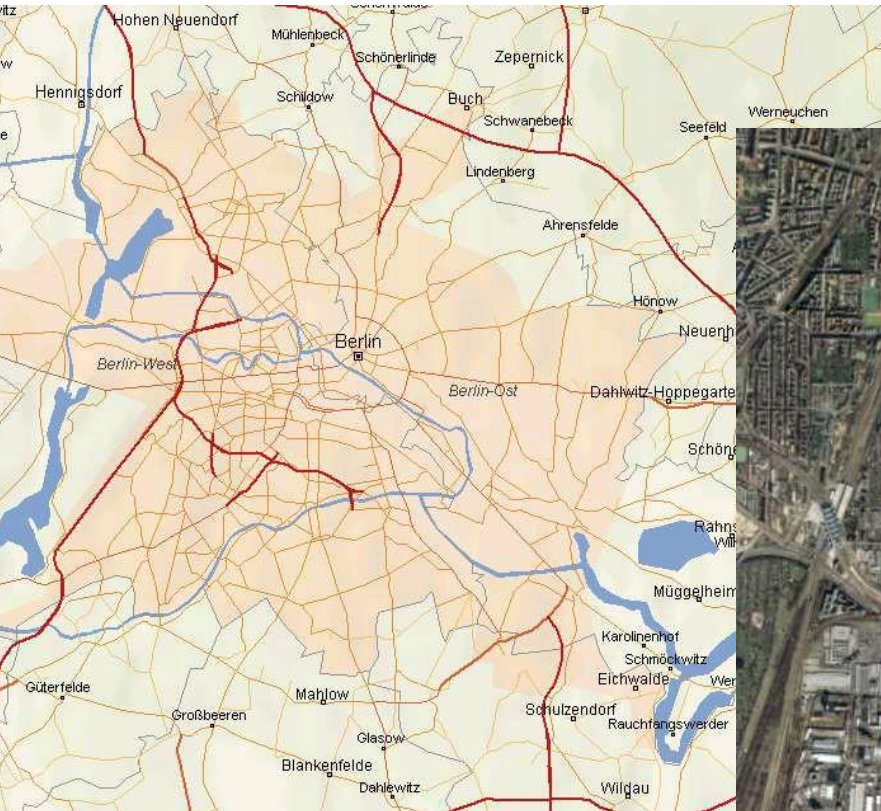 Hohen Neuendorf
Mühlenbeck
Schönerlinde
Zepernick
Hennigsdorf
Schildow
Buch
Schwanebeck
Seefeld
Werneuchen
Lindenberg
Ahrensfelde
Hönow
Berlin
Berlin-West
Berlin-Ost
Dahlwitz-Hoppegarte
Müggelheim
Karolinenhof
Schmöckwitz
Eichwalde
Güterfelde
Mahlow
Schulzendorf
Großbeeren
Rauchfangswerder
Glasow
Blankenfelde
Dahlewitz
Wildau